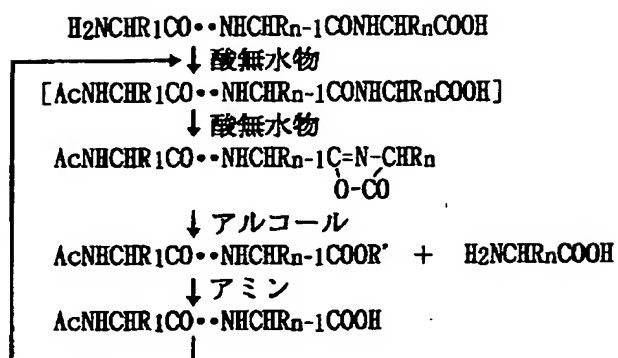 H2NCHR1CO••NHCHRn-1CONHCHRnCOOH
↓酸無水物
[AcNHCHR1CO••NHCHRn-1CONHCHRnCOOH]
↓酸無水物
AcNHCHR1CO••NHCHRn-1C=N-CHRn
O-CO
↓アルコール
AcNHCHR1CO••NHCHRn-1COOR' + H2NCHRnCOOH
↓アミン
AcNHCHR1CO••NHCHRn-1COOH